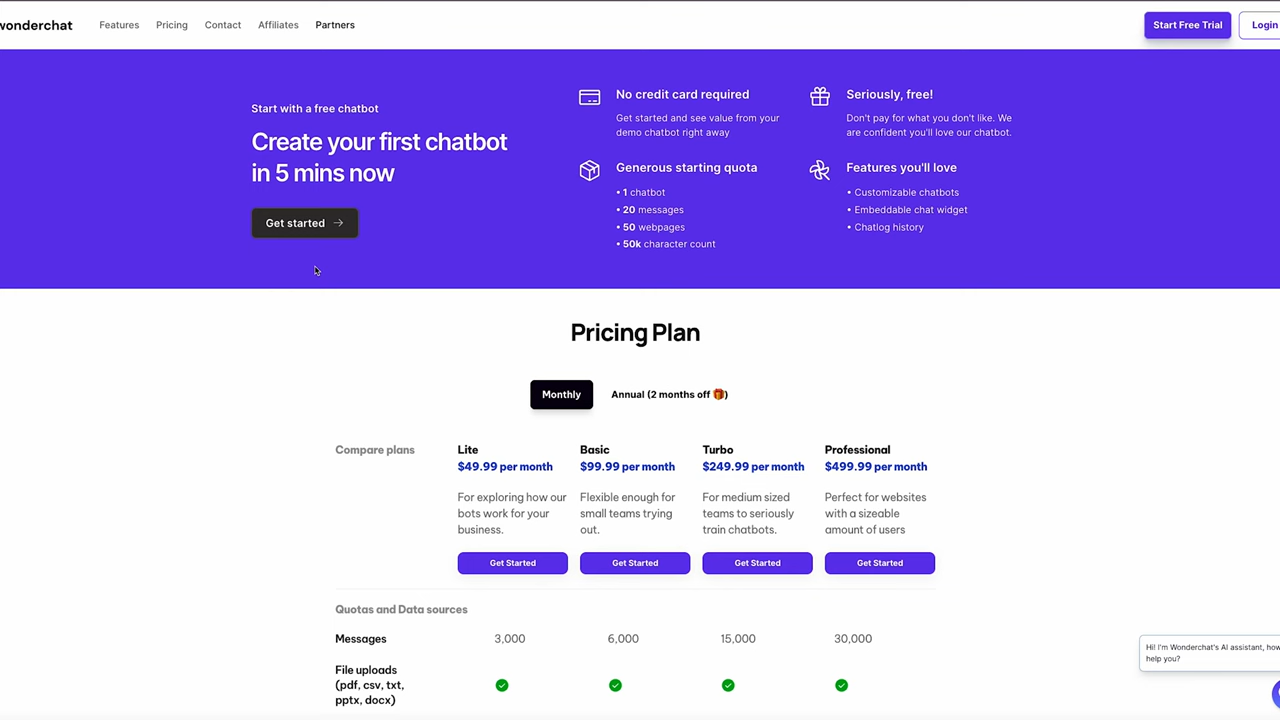 wonderchat
Features
Pricing
Contact
Affiliates
Partners
Start Free Trial
Login
Start with a free chatbot
Create your first chatbot
in 5 mins now
Get started →
No credit card required
Get started and see value from your
demo chatbot right away
Seriously, free!
Don't pay for what you don't like. We
are confident you'll love our chatbot.
Generous starting quota
• 1 chatbot
• 20 messages
• 50 webpages
• 50k character count
Features you'll love
• Customizable chatbots
• Embeddable chat widget
• Chatlog history
Pricing Plan
Monthly
Annual (2 months off 🎁)
Compare plans
Lite
$49.99 per month
For exploring how our
bots work for your
business.
Get Started
Basic
$99.99 per month
Flexible enough for
small teams trying
out.
Get Started
Turbo
$249.99 per month
For medium sized
teams to seriously
train chatbots.
Get Started
Professional
$499.99 per month
Perfect for websites
with a sizeable
amount of users
Get Started
Quotas and Data sources
Messages 3,000 6,000 15,000 30,000
File uploads
(pdf, csv, txt,
pptx, docx)
Hi! I'm Wonderchat's AI assistant, how
help you?